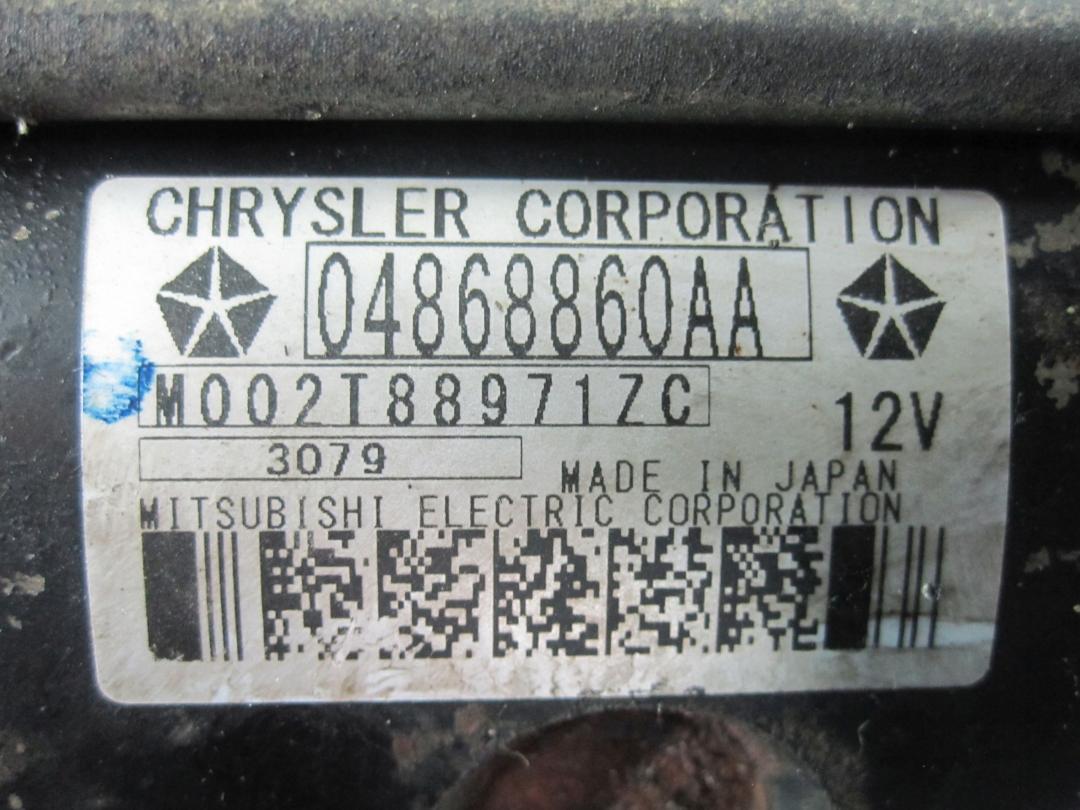 CHRYSLER CORPORATION
04868860AA
M002T88971ZC
12V
3079
MADE IN JAPAN
MITSUBISHI ELECTRIC CORPORATION